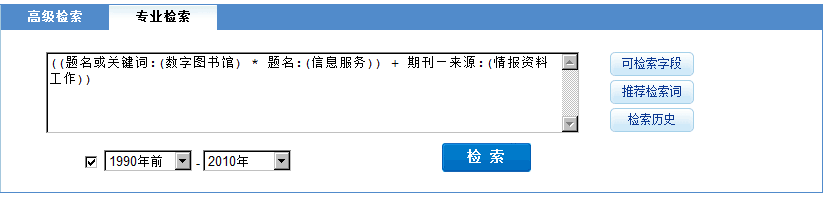 高级检索 专业检索
((题名或关键词:(数字图书馆) * 题名:(信息服务)) + 期刊－来源:(情报资料
工作))
可检索字段
推荐检索词
检索历史
1990年前 - 2010年 检 索